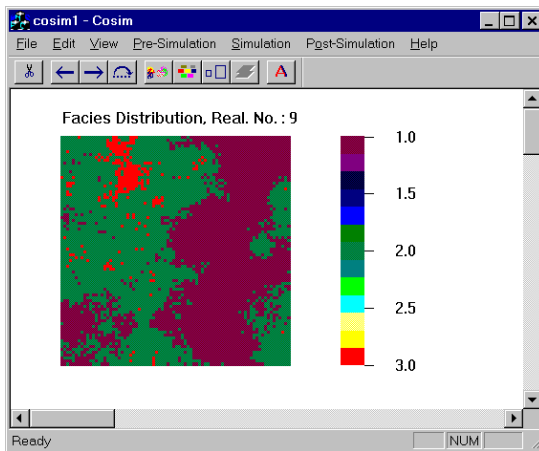 cosim1 - Cosim
File Edit View Pre-Simulation Simulation Post-Simulation Help
A
Facies Distribution, Real. No. : 9
1.0
1.5
2.0
2.5
3.0
Ready NUM